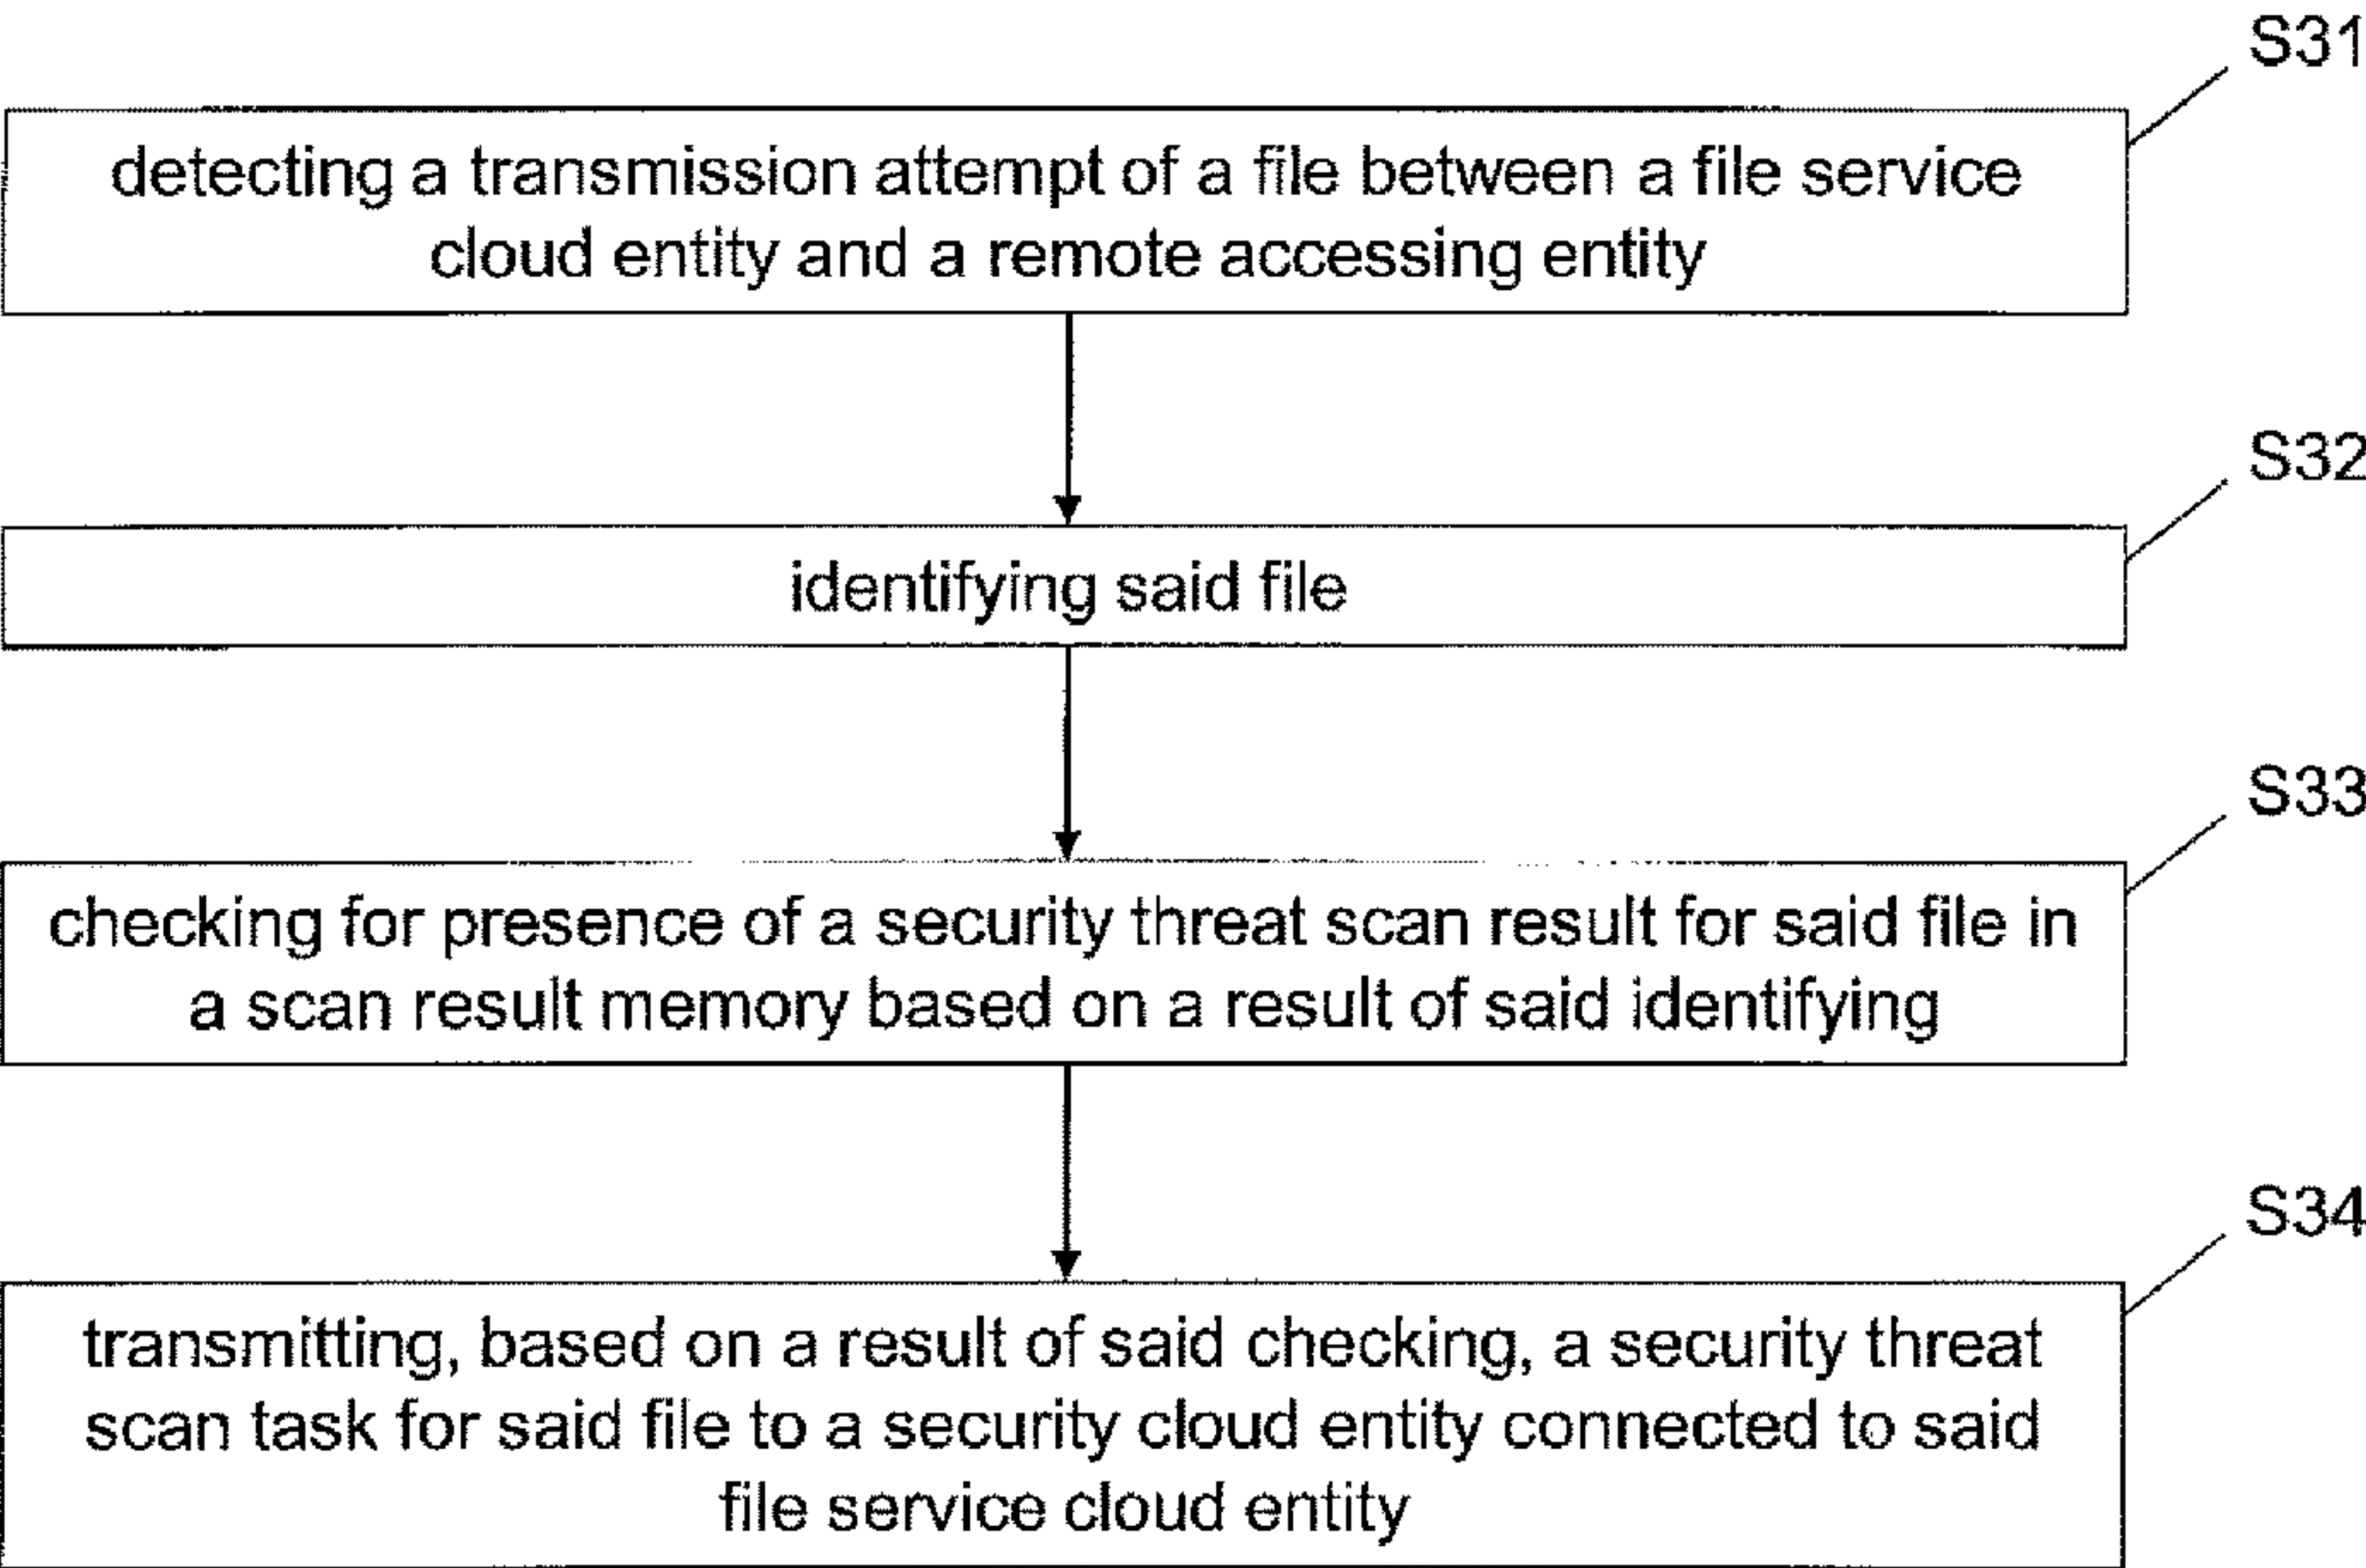 S31
detecting a transmission attempt of a file between a file service
cloud entity and a remote accessing entity
S32
identifying said file
S33
checking for presence of a security threat scan result for said file in
a scan result memory based on a result of said identifying
S34
transmitting, based on a result of said checking, a security threat
scan task for said file to a security cloud entity connected to said
file service cloud entity